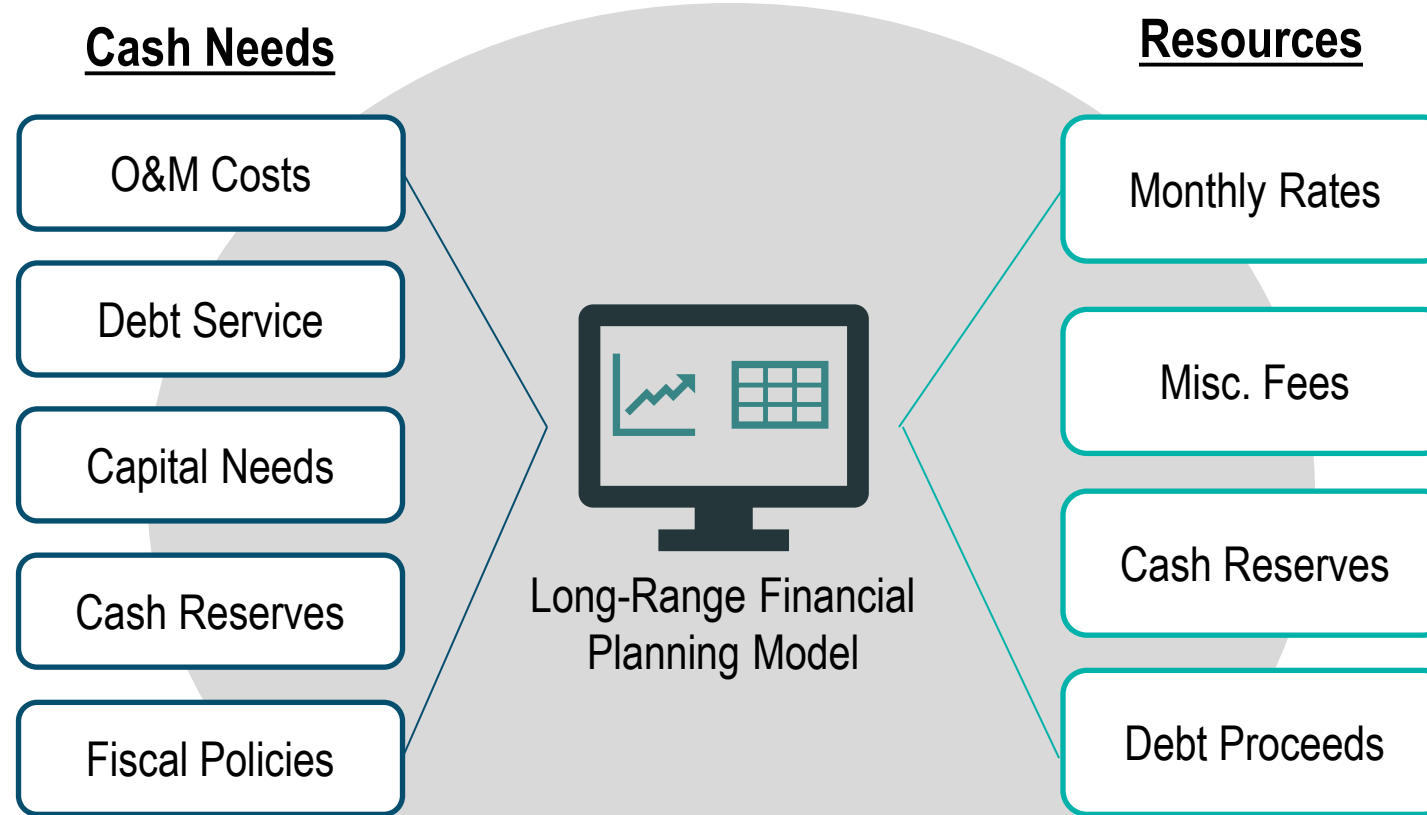 Cash Needs
O&M Costs
Debt Service
Capital Needs
Cash Reserves
Fiscal Policies
Long-Range Financial
Planning Model
Resources
Monthly Rates
Misc. Fees
Cash Reserves
Debt Proceeds